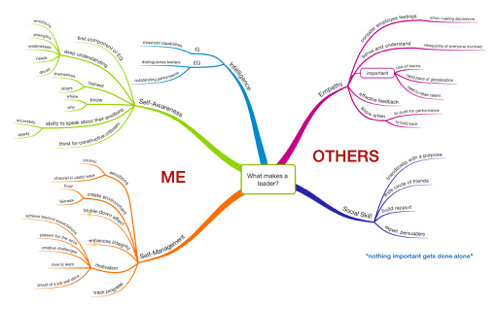 What makes a
leader?
ME
OTHERS
Intelligence
IQ
threshold capabilities
EQ
distinguishes leaders
outstanding performance
Self-Awareness
first component of EQ
deep understanding
emotions
strengths
weaknesses
needs
drives
honest
themselves
others
know
where
why
ability to speak about their emotions
accurately
openly
thirst for constructive criticism
Self-Management
emotions
control
channel in useful ways
create environment
trust
fairness
trickle-down effect
enhances integrity
motivation
achieve beyond expectations
passion for the work
creative challenges
love to learn
proud of a job well done
track progress
Empathy
consider employee feelings
when making decisions
sense and understand
viewpoints of everyone involved
important
use of teams
rapid pace of globalization
need to retain talent
effective feedback
know when
to push for performance
to hold back
Social Skill
friendliness with a purpose
wide circle of friends
build rapport
expert persuaders
"nothing important gets done alone"